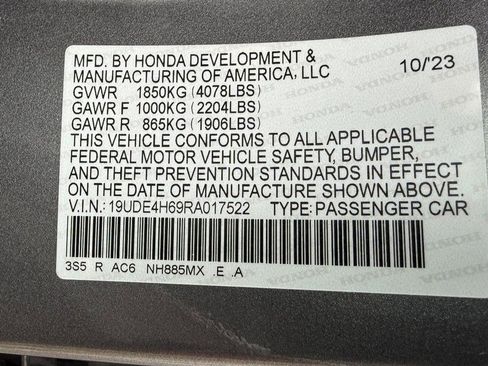 MFD. BY HONDA DEVELOPMENT &
MANUFACTURING OF AMERICA, LLC 10/'23
GVWR 1850KG (4078LBS)
GAWR F 1000KG (2204LBS)
GAWR R 865KG (1906LBS)
THIS VEHICLE CONFORMS TO ALL APPLICABLE
FEDERAL MOTOR VEHICLE SAFETY, BUMPER,
AND THEFT PREVENTION STANDARDS IN EFFECT
ON THE DATE OF MANUFACTURE SHOWN ABOVE.
V.I.N.: 19UDE4H69RA017522 TYPE: PASSENGER CAR
3S5 R AC6 NH885MX .E .A